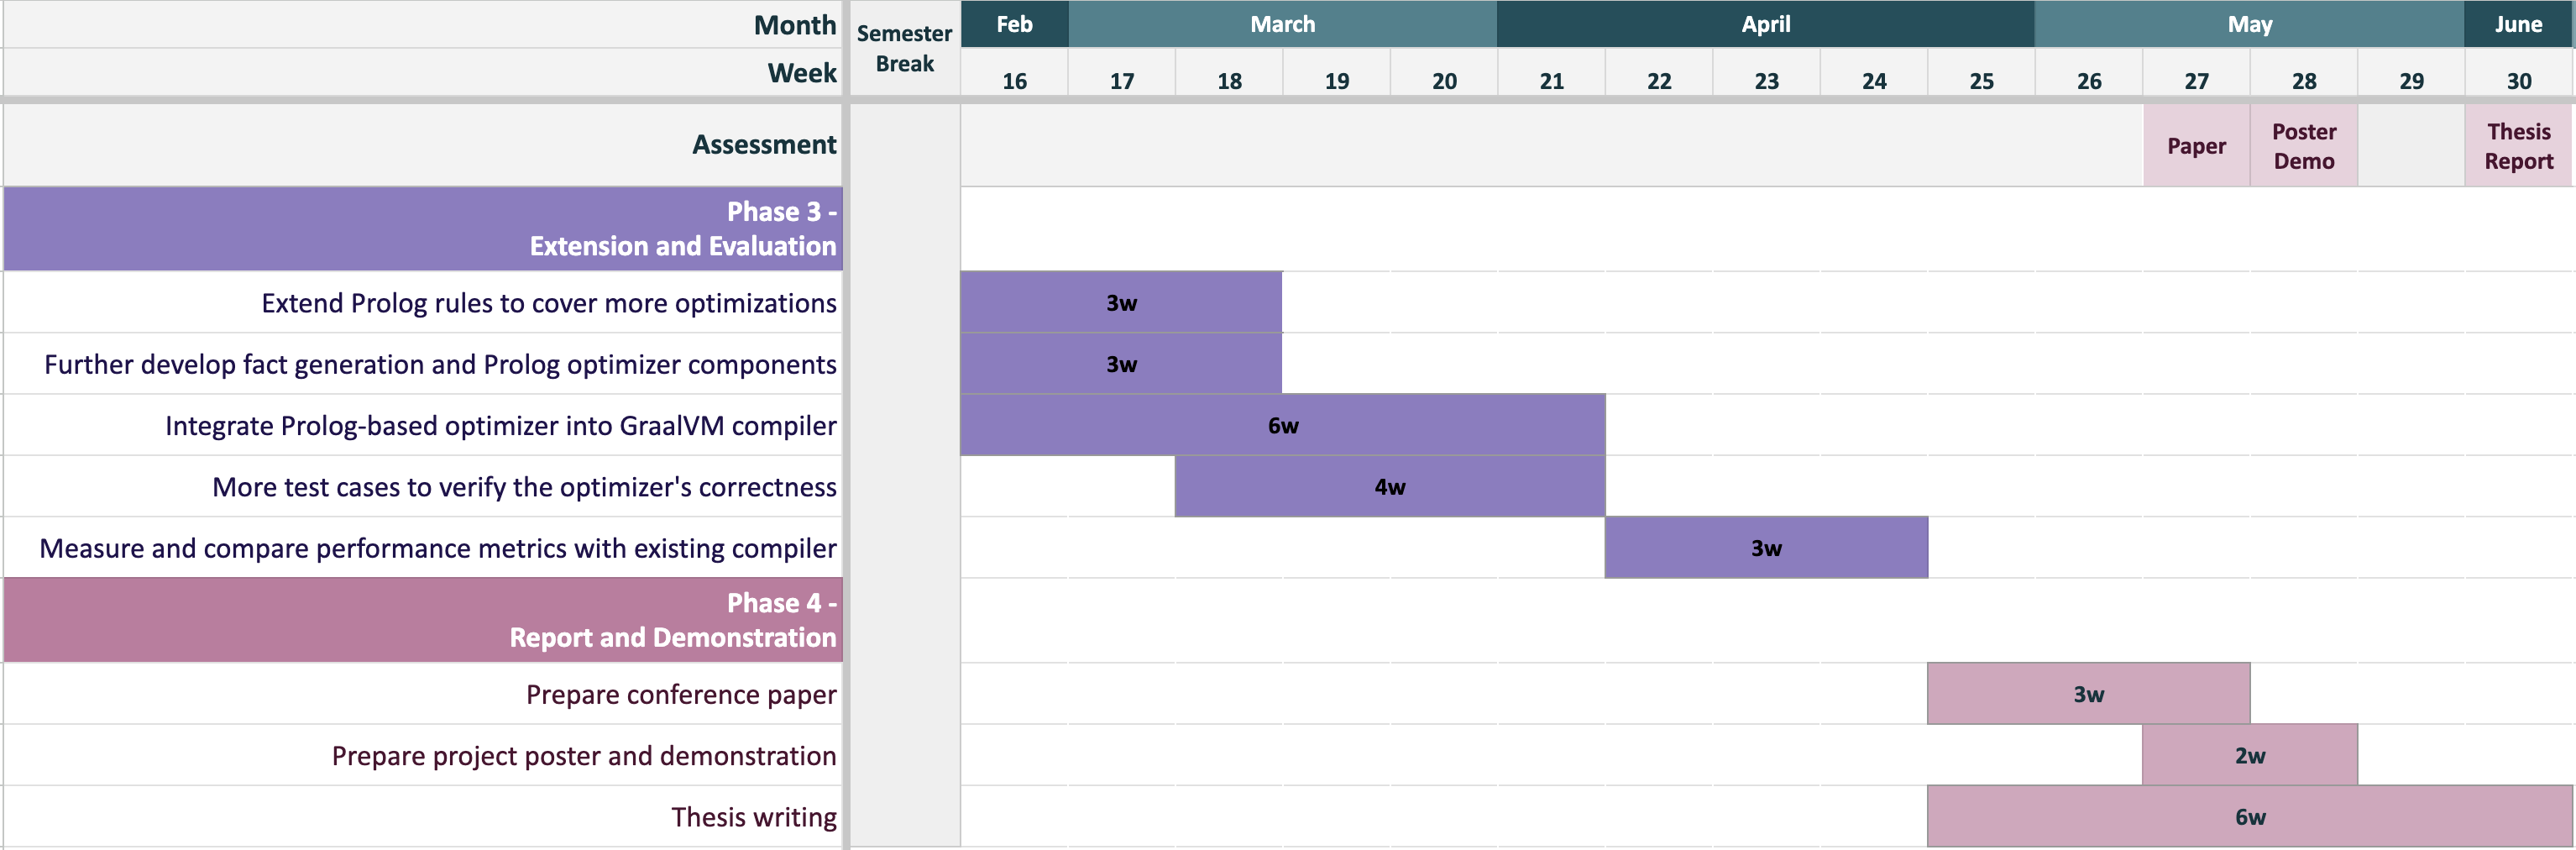 Month
Semester
Break
Feb
March
April
May
June
Week
16
17
18
19
20
21
22
23
24
25
26
27
28
29
30
Assessment
Paper
Poster
Demo
Thesis
Report
Phase 3 -
Extension and Evaluation
Extend Prolog rules to cover more optimizations
3w
Further develop fact generation and Prolog optimizer components
3w
Integrate Prolog-based optimizer into GraalVM compiler
6w
More test cases to verify the optimizer's correctness
4w
Measure and compare performance metrics with existing compiler
3w
Phase 4 -
Report and Demonstration
Prepare conference paper
3w
Prepare project poster and demonstration
2w
Thesis writing
6w